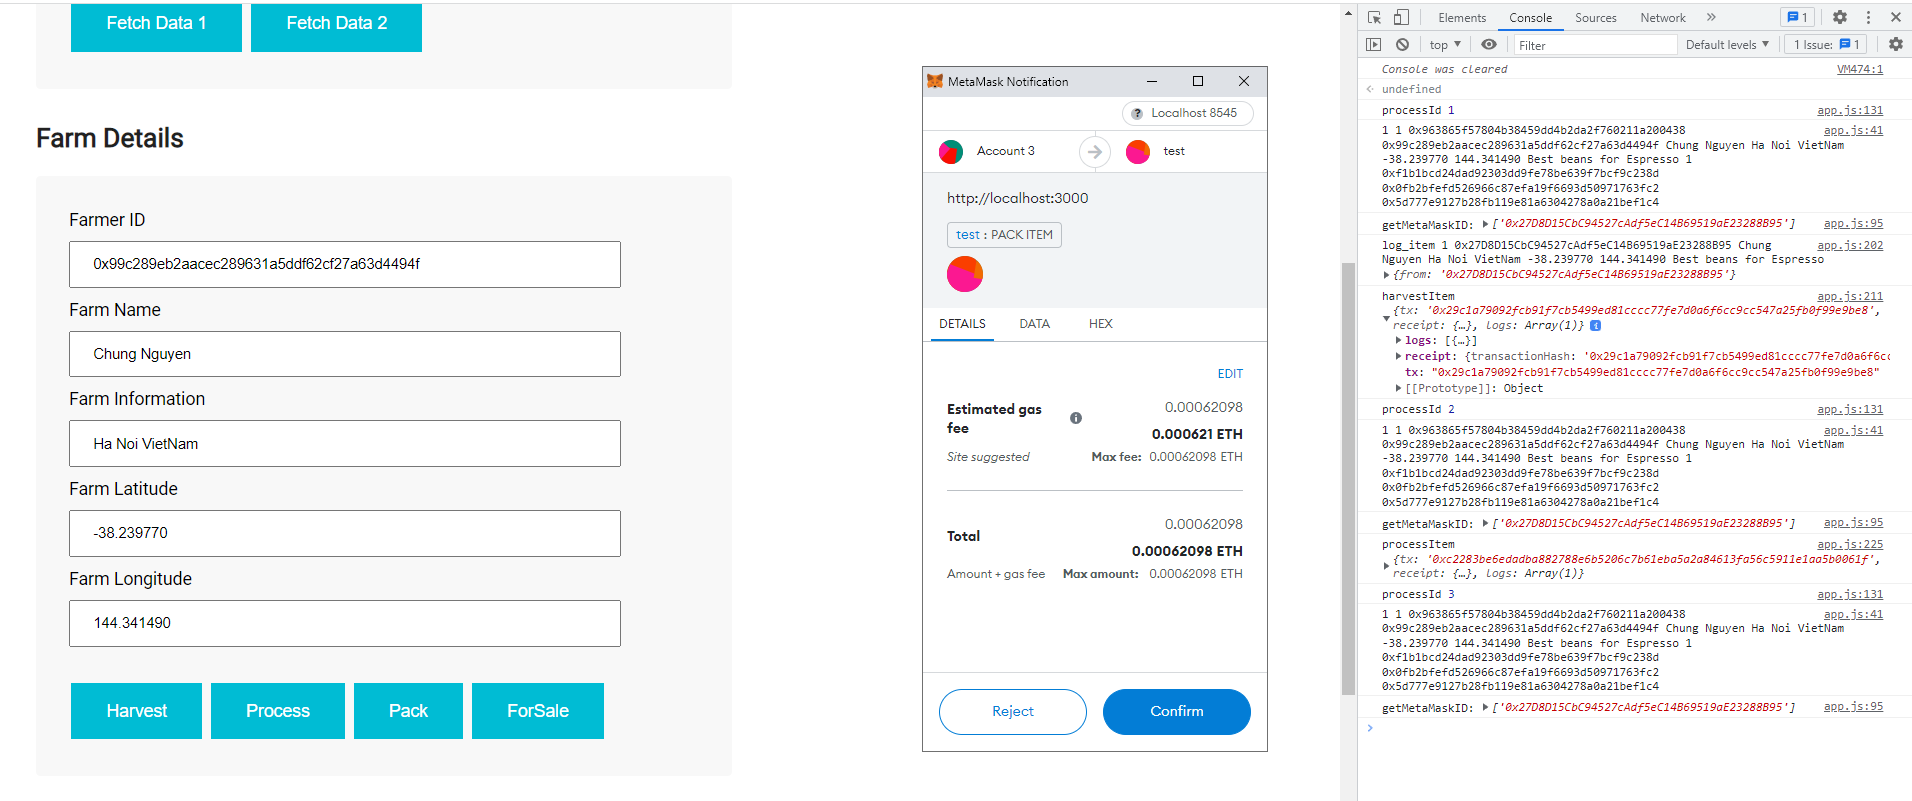 Fetch Data 1
Fetch Data 2
Farm Details
Farmer ID
0x99c289eb2aacec289631a5ddf62cf27a63d4494f
Farm Name
Chung Nguyen
Farm Information
Ha Noi VietNam
Farm Latitude
-38.239770
Farm Longitude
144.341490
Harvest
Process
Pack
ForSale
MetaMask Notification
? Localhost 8545
Account 3
test
http://localhost:3000
test : PACK ITEM
DETAILS
DATA
HEX
EDIT
Estimated gas
fee
0.00062098
0.000621 ETH
Site suggested
Max fee: 0.00062098 ETH
0.00062098
Total
0.00062098 ETH
Amount + gas fee
Max amount: 0.00062098 ETH
Reject
Confirm
Elements
Console
Sources
Network
1
top
Filter
Default levels
1 Issue: 1
Console was cleared VM474:1
undefined
processId 1 app.js:131
1 1 0x963865f57804b38459dd4b2da2f760211a200438 app.js:41
0x99c289eb2aacec289631a5ddf62cf27a63d4494f Chung Nguyen Ha Noi VietNam
-38.239770 144.341490 Best beans for Espresso 1
0xf1b1bcd24dad92303dd9fe78be639f7bcf9c238d
0x0fb2bfefd526966c87efa19f6693d50971763fc2
0x5d777e9127b28fb119e81a6304278a0a21bef1c4
getMetaMaskID: ['0x27D8D15CbC94527cAdf5eC14B69519aE23288B95'] app.js:95
log_item 1 0x27D8D15CbC94527cAdf5eC14B69519aE23288B95 Chung app.js:202
Nguyen Ha Noi VietNam -38.239770 144.341490 Best beans for Espresso
{from: '0x27D8D15CbC94527cAdf5eC14B69519aE23288B95'}
harvestItem app.js:211
{tx: '0x29c1a79092fcb91f7cb5499ed81cccc77fe7d0a6f6cc9cc547a25fb0f99e9be8',
receipt: {…}, logs: Array(1)} i
logs: [{…}]
receipt: {transactionHash: '0x29c1a79092fcb91f7cb5499ed81cccc77fe7d0a6f6cc
tx: "0x29c1a79092fcb91f7cb5499ed81cccc77fe7d0a6f6cc9cc547a25fb0f99e9be8"
[[Prototype]]: Object
processId 2 app.js:131
1 1 0x963865f57804b38459dd4b2da2f760211a200438 app.js:41
0x99c289eb2aacec289631a5ddf62cf27a63d4494f Chung Nguyen Ha Noi VietNam
-38.239770 144.341490 Best beans for Espresso 1
0xf1b1bcd24dad92303dd9fe78be639f7bcf9c238d
0x0fb2bfefd526966c87efa19f6693d50971763fc2
0x5d777e9127b28fb119e81a6304278a0a21bef1c4
getMetaMaskID: ['0x27D8D15CbC94527cAdf5eC14B69519aE23288B95'] app.js:95
processItem app.js:225
{tx: '0xc2283be6edadba882788e6b5206c7b61eba5a2a84613fa56c5911e1aa5b0061f',
receipt: {…}, logs: Array(1)}
processId 3 app.js:131
1 1 0x963865f57804b38459dd4b2da2f760211a200438 app.js:41
0x99c289eb2aacec289631a5ddf62cf27a63d4494f Chung Nguyen Ha Noi VietNam
-38.239770 144.341490 Best beans for Espresso 1
0xf1b1bcd24dad92303dd9fe78be639f7bcf9c238d
0x0fb2bfefd526966c87efa19f6693d50971763fc2
0x5d777e9127b28fb119e81a6304278a0a21bef1c4
getMetaMaskID: ['0x27D8D15CbC94527cAdf5eC14B69519aE23288B95'] app.js:95